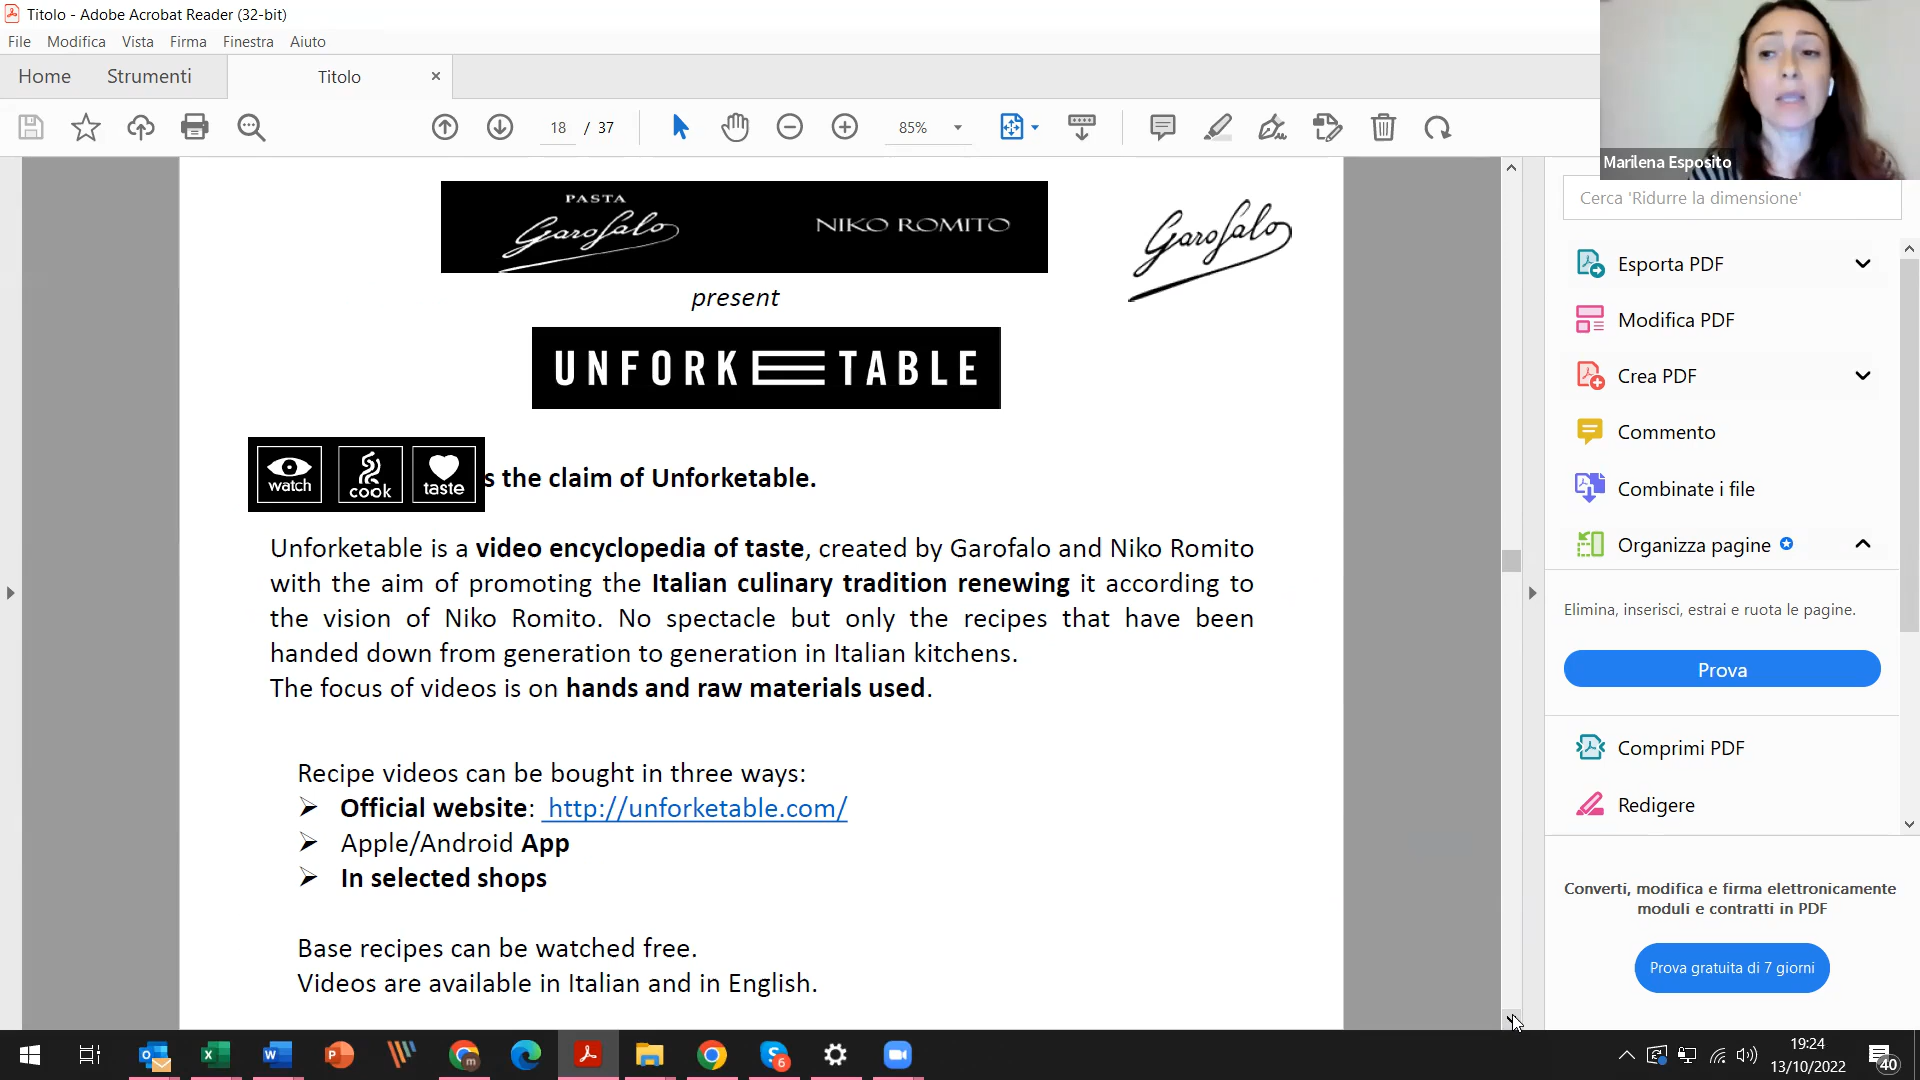 Titolo - Adobe Acrobat Reader (32-bit)
File Modifica Vista Firma Finestra Aiuto
Home Strumenti Titolo
18 / 37 85%
Marilena Esposito
PASTA
Garofalo
NIKO ROMITO
Garofalo
present
UNFORKETABLE
watch cook taste
s the claim of Unforketable.
Unforketable is a video encyclopedia of taste, created by Garofalo and Niko Romito
with the aim of promoting the Italian culinary tradition renewing it according to
the vision of Niko Romito. No spectacle but only the recipes that have been
handed down from generation to generation in Italian kitchens.
The focus of videos is on hands and raw materials used.
Recipe videos can be bought in three ways:
Official website: http://unforketable.com/
Apple/Android App
In selected shops
Base recipes can be watched free.
Videos are available in Italian and in English.
Cerca 'Ridurre la dimensione'
Esporta PDF
Modifica PDF
Crea PDF
Commento
Combinate i file
Organizza pagine
Elimina, inserisci, estrai e ruota le pagine.
Prova
Comprimi PDF
Redigere
Converti, modifica e firma elettronicamente
moduli e contratti in PDF
Prova gratuita di 7 giorni
19:24
13/10/2022
40